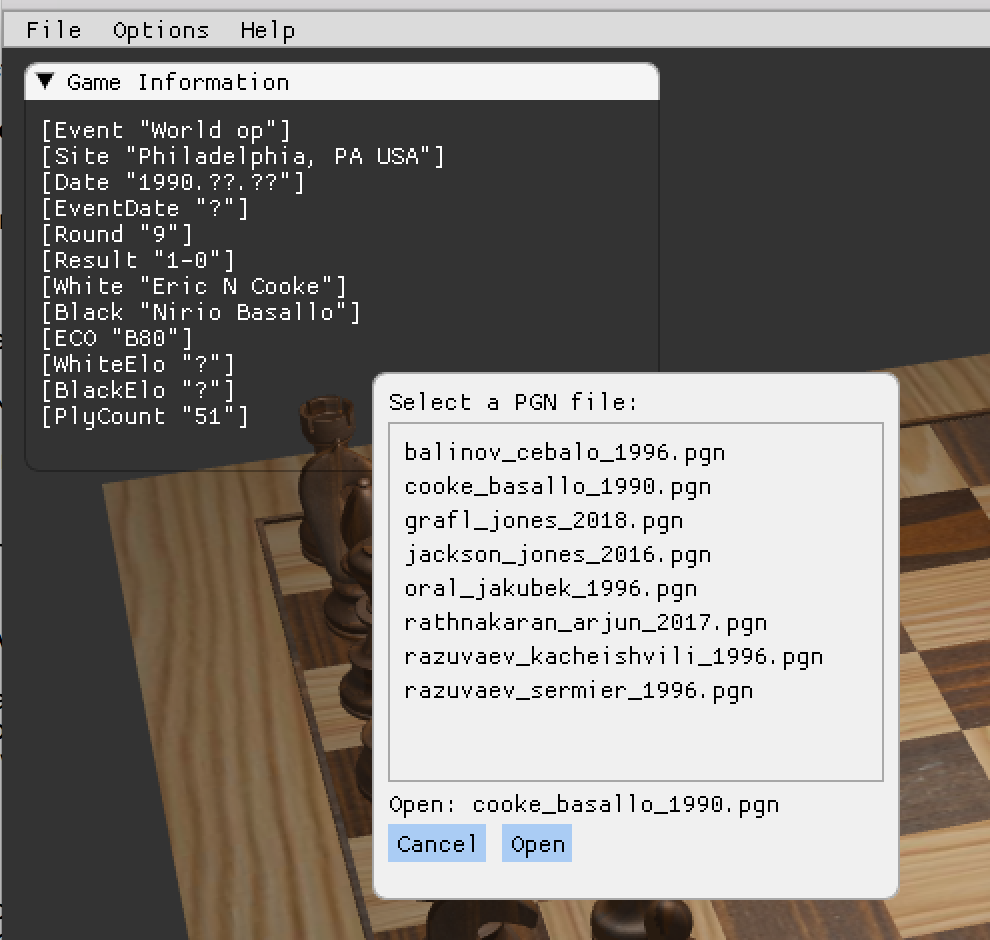 File Options Help
Game Information
[Event "World op"]
[Site "Philadelphia, PA USA"]
[Date "1990.??.??"]
[EventDate "?"]
[Round "9"]
[Result "1-0"]
[White "Eric N Cooke"]
[Black "Nirio Basallo"]
[ECO "B80"]
[WhiteElo "?"]
[BlackElo "?"]
[PlyCount "51"]
Select a PGN file:
balinov_cebalo_1996.pgn
cooke_basallo_1990.pgn
grafl_jones_2018.pgn
jackson_jones_2016.pgn
oral_jakubek_1996.pgn
rathnakaran_arjun_2017.pgn
razuvaev_kacheishvili_1996.pgn
razuvaev_sermier_1996.pgn
Open: cooke_basallo_1990.pgn
Cancel Open